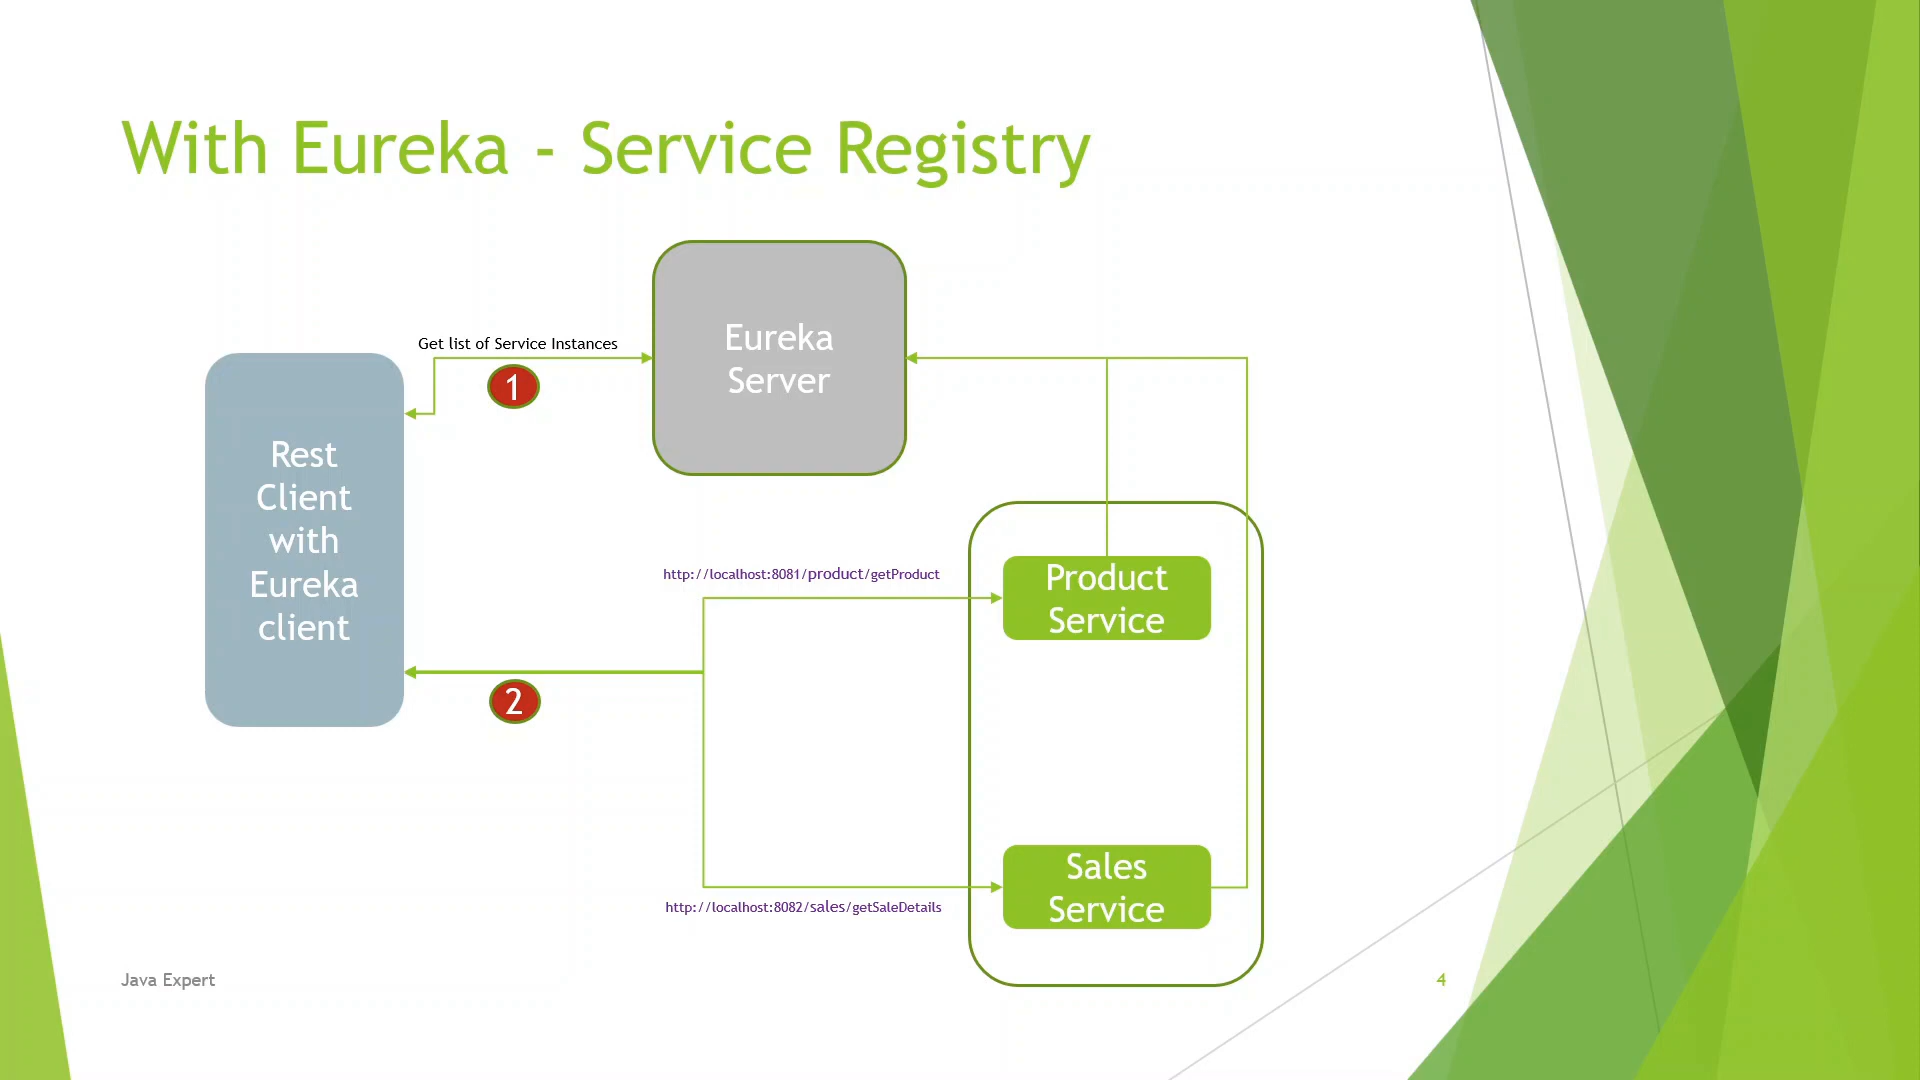 With Eureka - Service Registry
Get list of Service Instances
1
Eureka
Server
Rest
Client
with
Eureka
client
http://localhost:8081/product/getProduct
Product
Service
2
Sales
Service
http://localhost:8082/sales/getSaleDetails
Java Expert
4